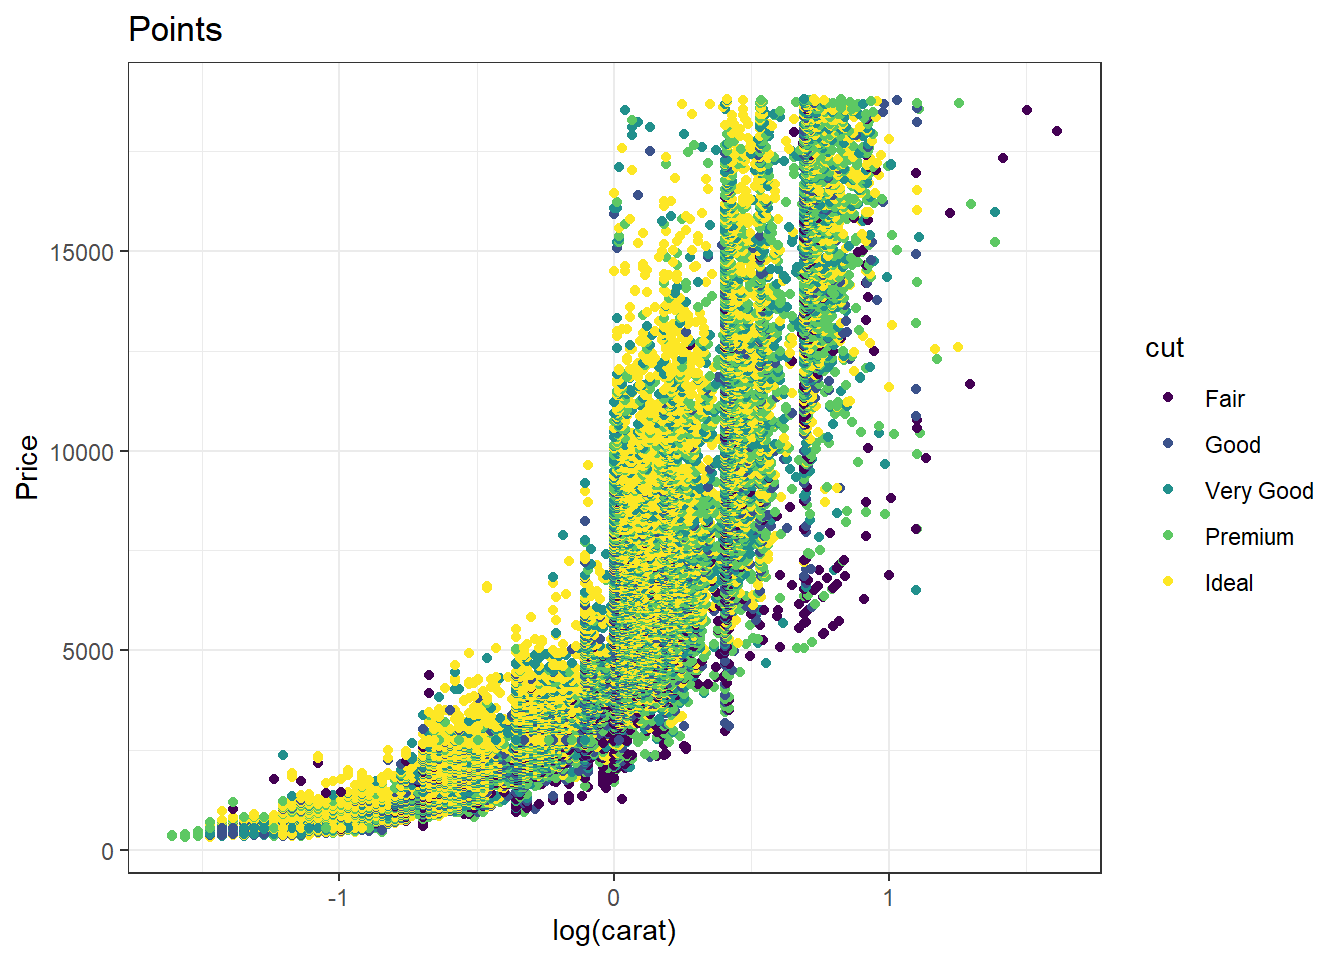 Points
Price
15000
10000
5000
0
-1
0
1
log(carat)
cut
Fair
Good
Very Good
Premium
Ideal